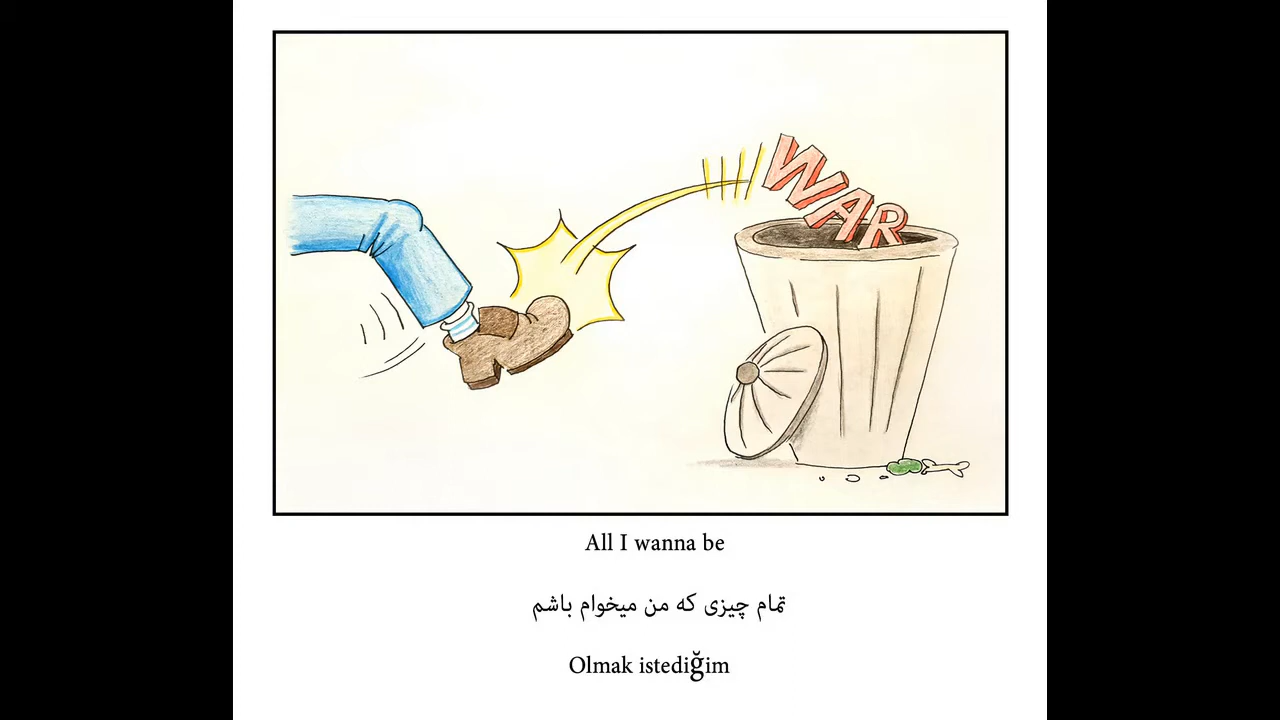 WAR
All I wanna be
تمام چیزی که من میخوام باشم
Olmak istediğim